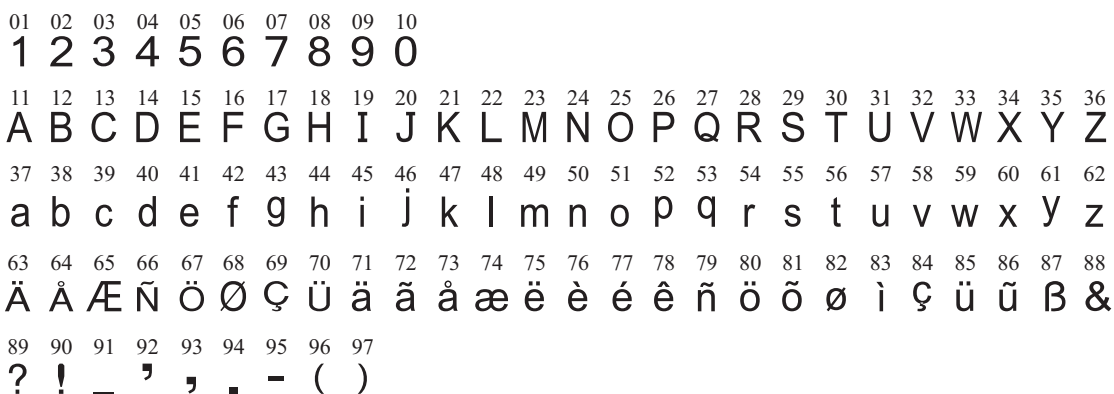 01 02 03 04 05 06 07 08 09 10
1 2 3 4 5 6 7 8 9 0
11 12 13 14 15 16 17 18 19 20 21 22 23 24 25 26 27 28 29 30 31 32 33 34 35 36
A B C D E F G H I J K L M N O P Q R S T U V W X Y Z
37 38 39 40 41 42 43 44 45 46 47 48 49 50 51 52 53 54 55 56 57 58 59 60 61 62
a b c d e f g h i j k l m n o p q r s t u v w x y z
63 64 65 66 67 68 69 70 71 72 73 74 75 76 77 78 79 80 81 82 83 84 85 86 87 88
Ä Å Æ Ñ Ö Ø Ç Ü ä ã å æ ë è é ê ñ ö õ ø ì ç ü ũ ß &
89 90 91 92 93 94 95 96 97
? ! _ ’ , . - ( )